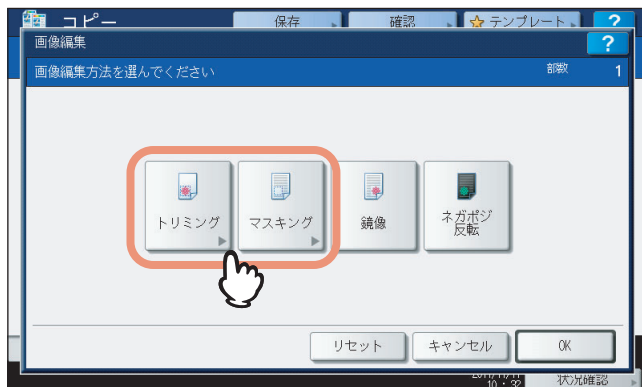 コピー
保存
確認
テンプレート
?
画像編集
?
画像編集方法を選んでください
部数 1
トリミング
マスキング
鏡像
ネガポジ
反転
リセット
キャンセル
OK
10:32
状況確認